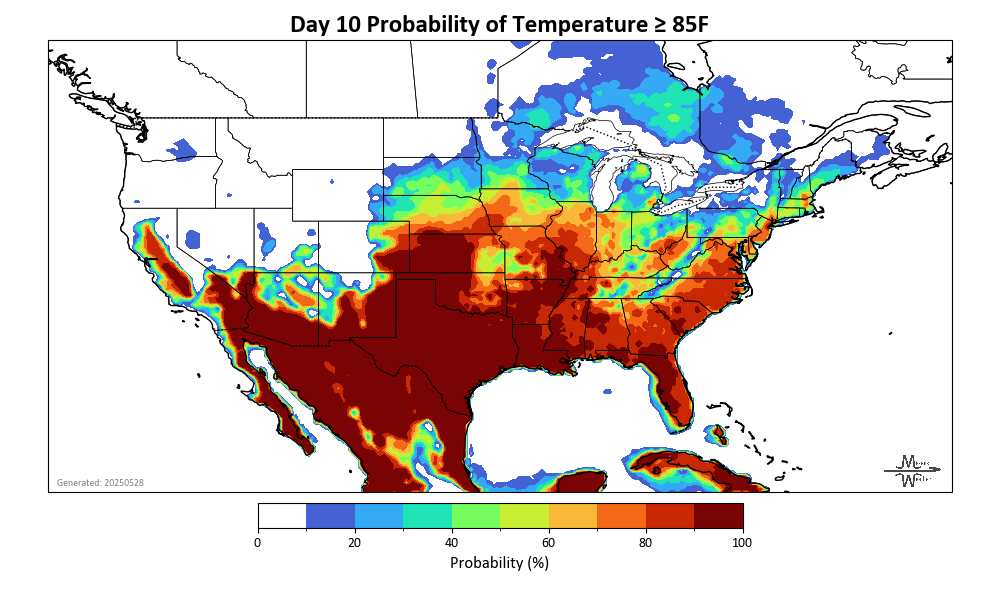 Day 10 Probability of Temperature ≥ 85F
Generated: 20250528
0 20 40 60 80 100
Probability (%)